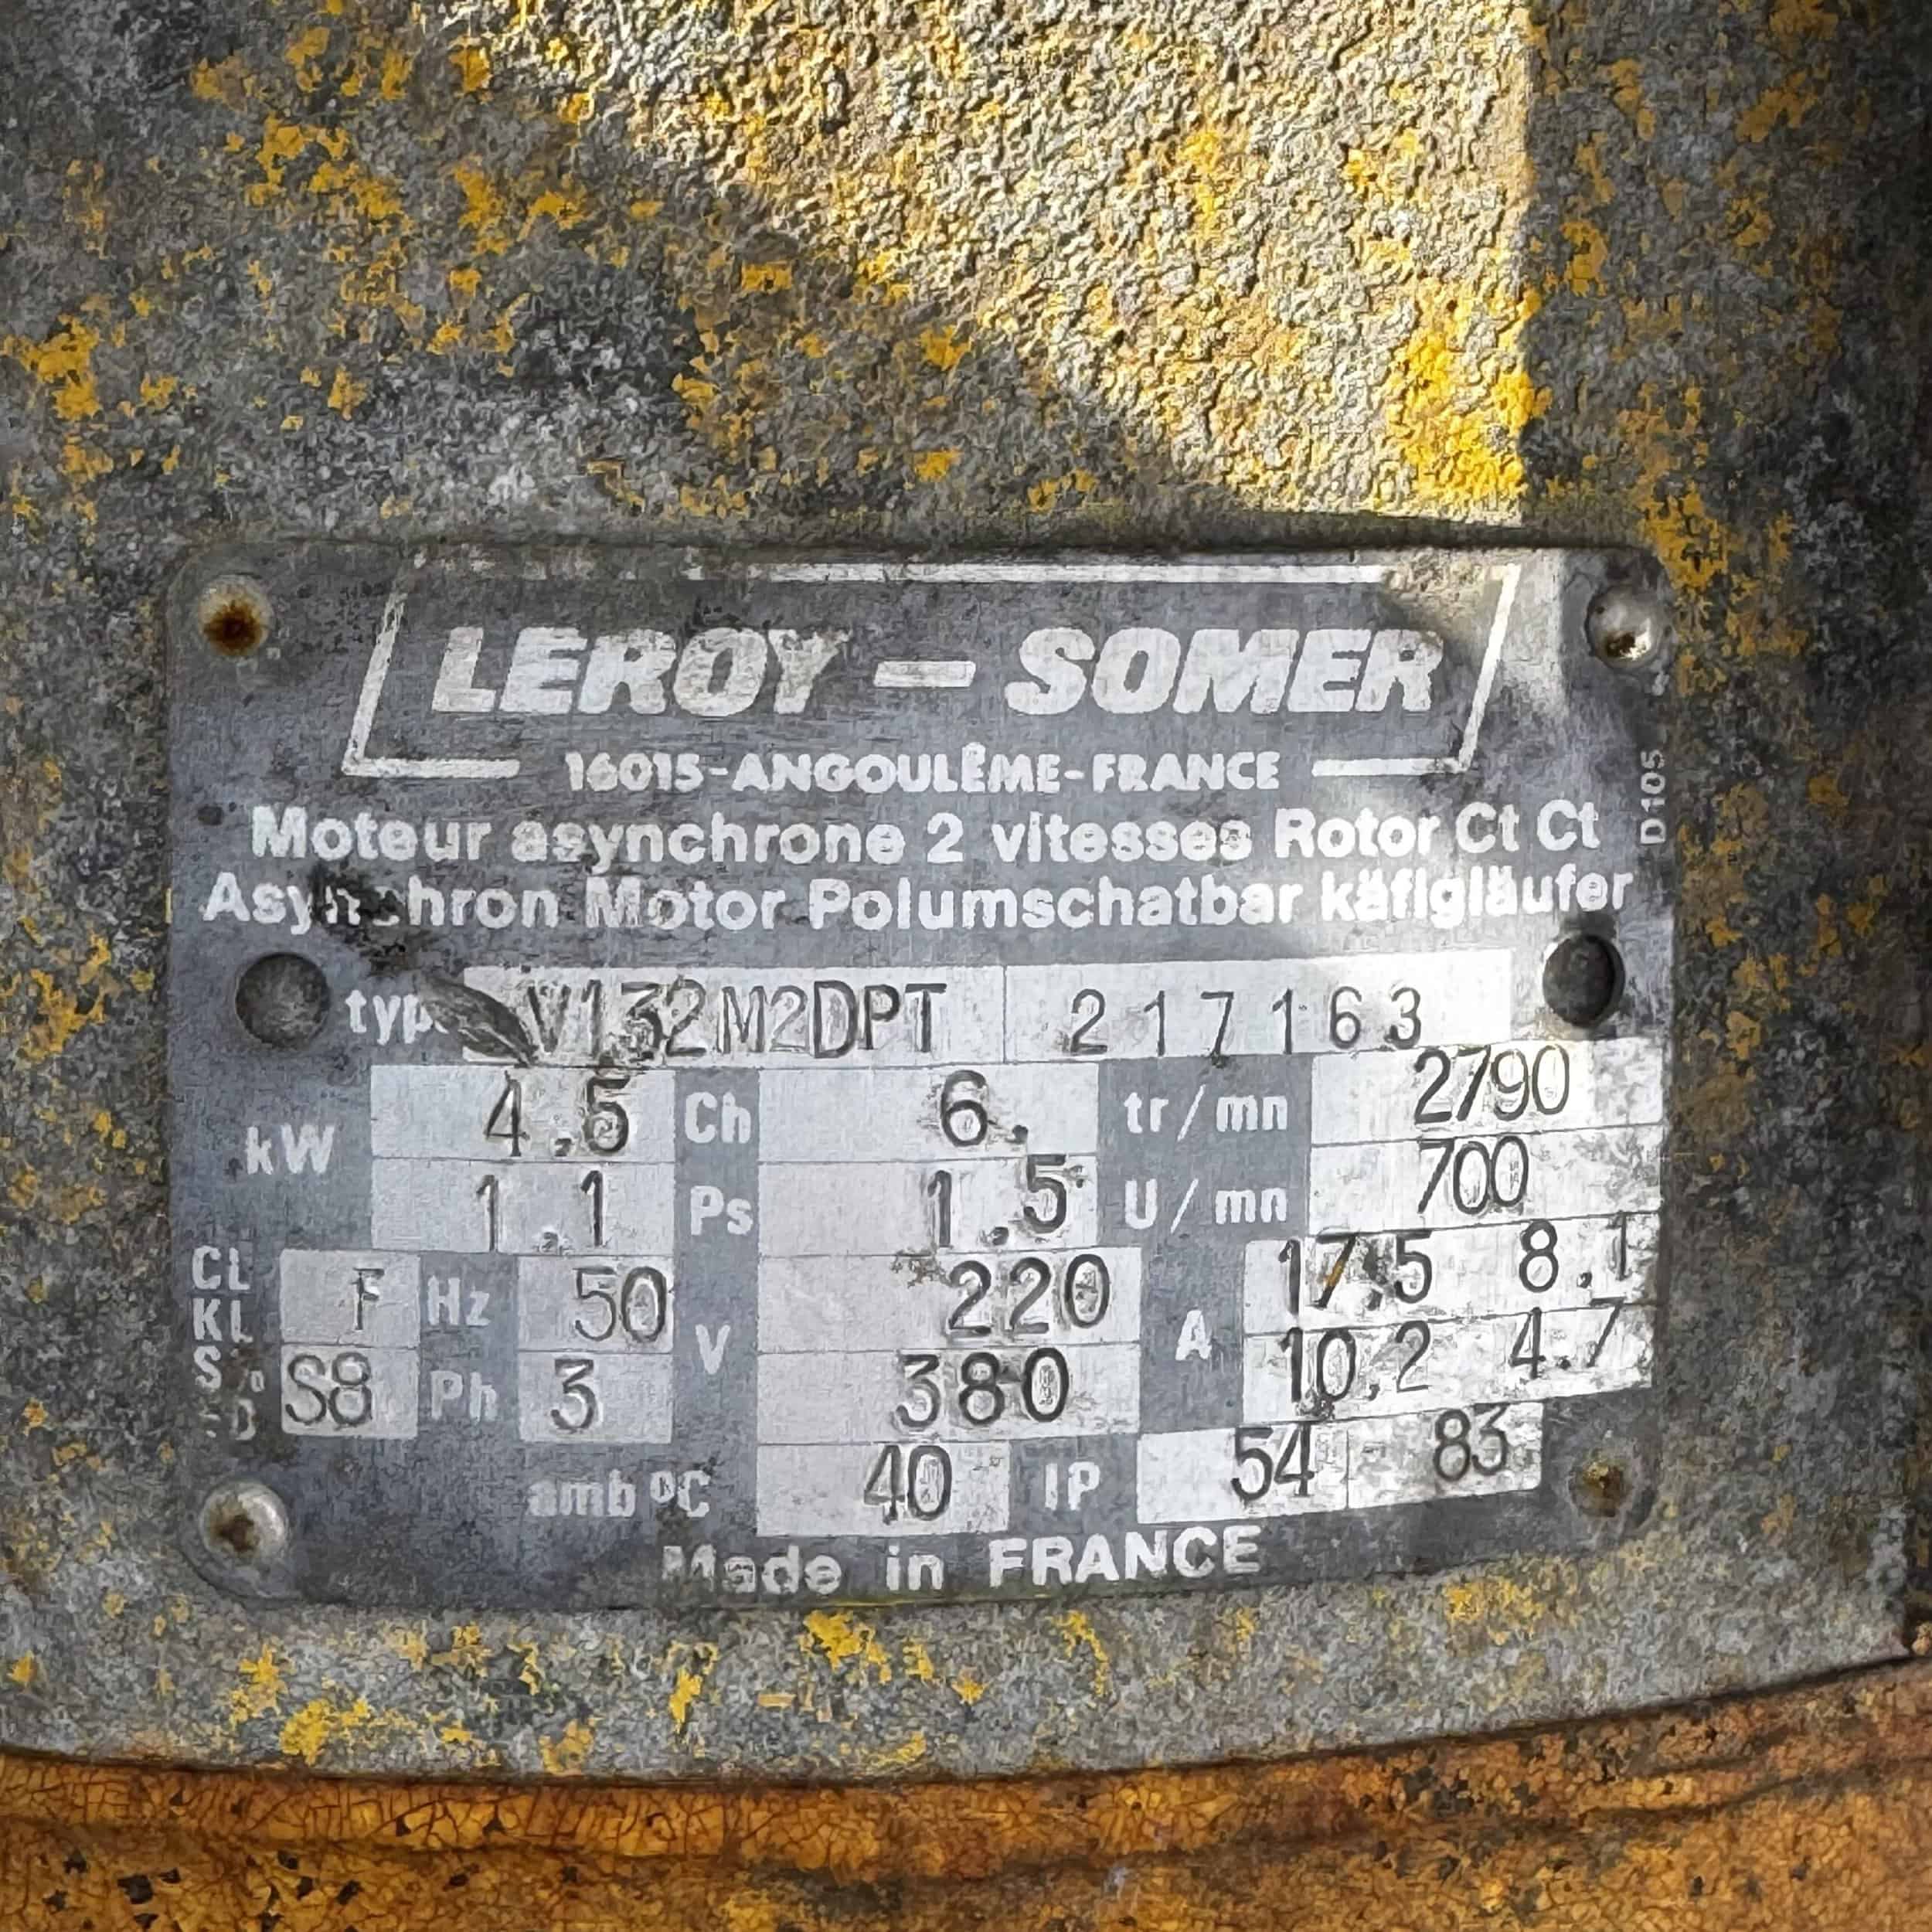 LEROY – SOMER
16015-ANGOULÊME-FRANCE
D105
Moteur asynchrone 2 vitesses Rotor Ct Ct
Asynchron Motor Polumschatbar käfigläufer
V132M2DPT 217163
kW 4.5 Ch 6. tr/mn 2790
1.1 Ps 1.5 U/mn 700
CL KL F Hz 50 V 220 A 17.5 8.1
S8 Ph 3 380 10.2 4.7
amb °C 40 IP 54 83
Made in FRANCE